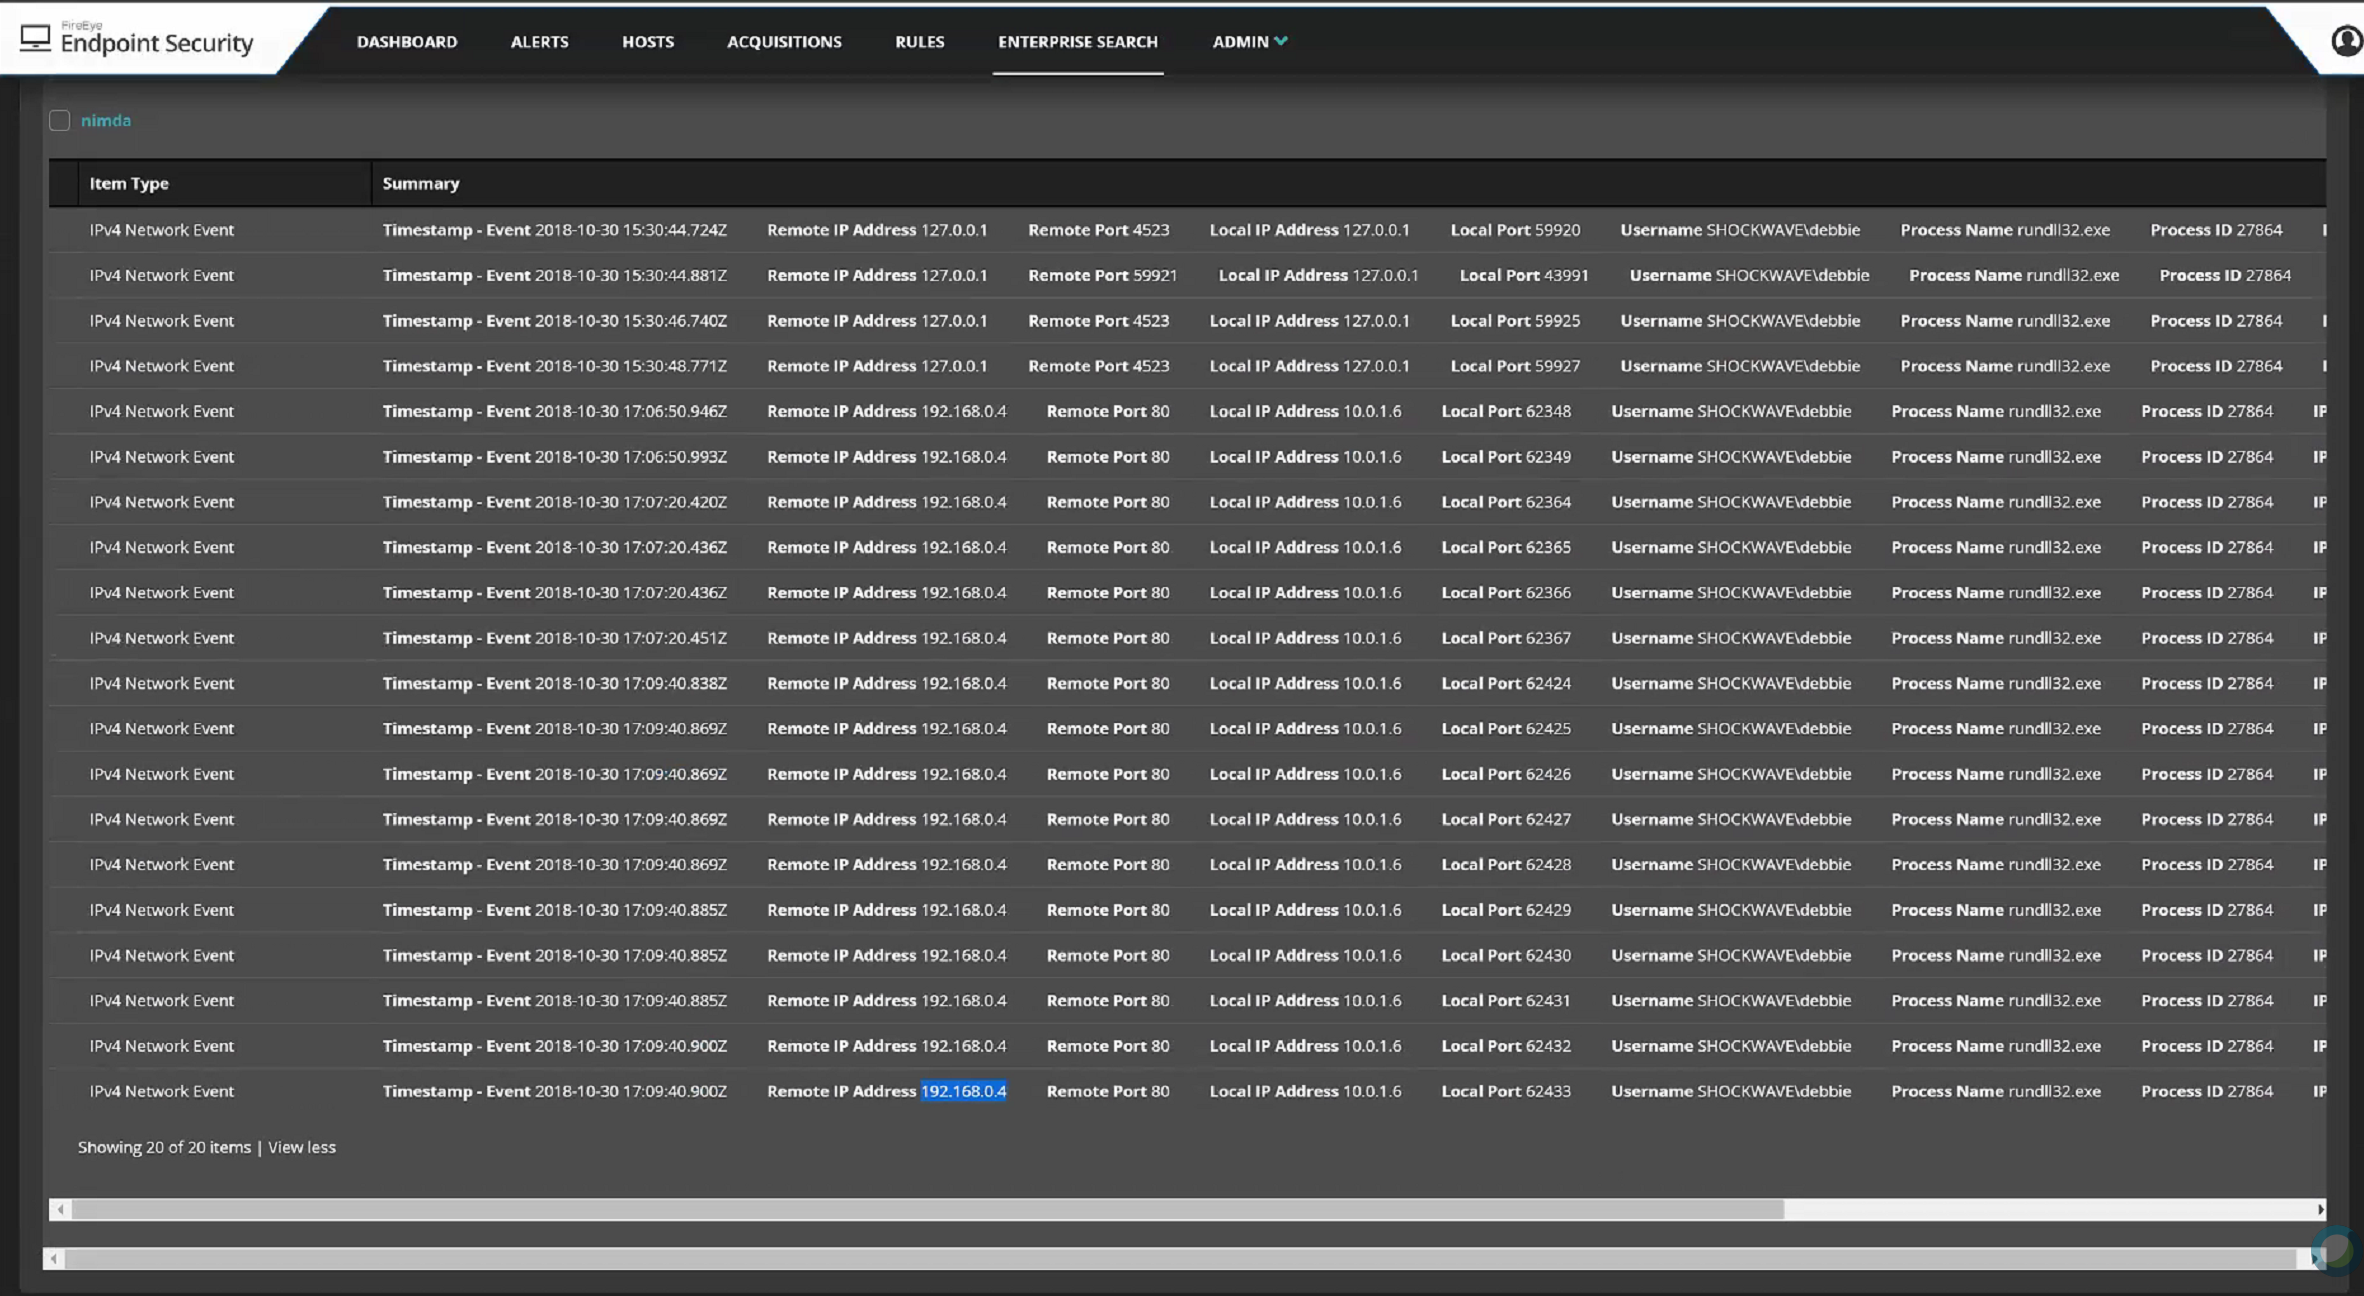 FireEye
Endpoint Security
DASHBOARD ALERTS HOSTS ACQUISITIONS RULES ENTERPRISE SEARCH ADMIN
nimda
Item Type Summary
IPv4 Network Event Timestamp - Event 2018-10-30 15:30:44.724Z Remote IP Address 127.0.0.1 Remote Port 4523 Local IP Address 127.0.0.1 Local Port 59920 Username SHOCKWAVE\debbie Process Name rundll32.exe Process ID 27864
IPv4 Network Event Timestamp - Event 2018-10-30 15:30:44.881Z Remote IP Address 127.0.0.1 Remote Port 59921 Local IP Address 127.0.0.1 Local Port 43991 Username SHOCKWAVE\debbie Process Name rundll32.exe Process ID 27864
IPv4 Network Event Timestamp - Event 2018-10-30 15:30:46.740Z Remote IP Address 127.0.0.1 Remote Port 4523 Local IP Address 127.0.0.1 Local Port 59925 Username SHOCKWAVE\debbie Process Name rundll32.exe Process ID 27864
IPv4 Network Event Timestamp - Event 2018-10-30 15:30:48.771Z Remote IP Address 127.0.0.1 Remote Port 4523 Local IP Address 127.0.0.1 Local Port 59927 Username SHOCKWAVE\debbie Process Name rundll32.exe Process ID 27864
IPv4 Network Event Timestamp - Event 2018-10-30 17:06:50.946Z Remote IP Address 192.168.0.4 Remote Port 80 Local IP Address 10.0.1.6 Local Port 62348 Username SHOCKWAVE\debbie Process Name rundll32.exe Process ID 27864 IP
IPv4 Network Event Timestamp - Event 2018-10-30 17:06:50.993Z Remote IP Address 192.168.0.4 Remote Port 80 Local IP Address 10.0.1.6 Local Port 62349 Username SHOCKWAVE\debbie Process Name rundll32.exe Process ID 27864 IP
IPv4 Network Event Timestamp - Event 2018-10-30 17:07:20.420Z Remote IP Address 192.168.0.4 Remote Port 80 Local IP Address 10.0.1.6 Local Port 62364 Username SHOCKWAVE\debbie Process Name rundll32.exe Process ID 27864 IP
IPv4 Network Event Timestamp - Event 2018-10-30 17:07:20.436Z Remote IP Address 192.168.0.4 Remote Port 80 Local IP Address 10.0.1.6 Local Port 62365 Username SHOCKWAVE\debbie Process Name rundll32.exe Process ID 27864 IP
IPv4 Network Event Timestamp - Event 2018-10-30 17:07:20.436Z Remote IP Address 192.168.0.4 Remote Port 80 Local IP Address 10.0.1.6 Local Port 62366 Username SHOCKWAVE\debbie Process Name rundll32.exe Process ID 27864 IP
IPv4 Network Event Timestamp - Event 2018-10-30 17:07:20.451Z Remote IP Address 192.168.0.4 Remote Port 80 Local IP Address 10.0.1.6 Local Port 62367 Username SHOCKWAVE\debbie Process Name rundll32.exe Process ID 27864 IP
IPv4 Network Event Timestamp - Event 2018-10-30 17:09:40.838Z Remote IP Address 192.168.0.4 Remote Port 80 Local IP Address 10.0.1.6 Local Port 62424 Username SHOCKWAVE\debbie Process Name rundll32.exe Process ID 27864 IP
IPv4 Network Event Timestamp - Event 2018-10-30 17:09:40.869Z Remote IP Address 192.168.0.4 Remote Port 80 Local IP Address 10.0.1.6 Local Port 62425 Username SHOCKWAVE\debbie Process Name rundll32.exe Process ID 27864 IP
IPv4 Network Event Timestamp - Event 2018-10-30 17:09:40.869Z Remote IP Address 192.168.0.4 Remote Port 80 Local IP Address 10.0.1.6 Local Port 62426 Username SHOCKWAVE\debbie Process Name rundll32.exe Process ID 27864 IP
IPv4 Network Event Timestamp - Event 2018-10-30 17:09:40.869Z Remote IP Address 192.168.0.4 Remote Port 80 Local IP Address 10.0.1.6 Local Port 62427 Username SHOCKWAVE\debbie Process Name rundll32.exe Process ID 27864 IP
IPv4 Network Event Timestamp - Event 2018-10-30 17:09:40.869Z Remote IP Address 192.168.0.4 Remote Port 80 Local IP Address 10.0.1.6 Local Port 62428 Username SHOCKWAVE\debbie Process Name rundll32.exe Process ID 27864 IP
IPv4 Network Event Timestamp - Event 2018-10-30 17:09:40.885Z Remote IP Address 192.168.0.4 Remote Port 80 Local IP Address 10.0.1.6 Local Port 62429 Username SHOCKWAVE\debbie Process Name rundll32.exe Process ID 27864 IP
IPv4 Network Event Timestamp - Event 2018-10-30 17:09:40.885Z Remote IP Address 192.168.0.4 Remote Port 80 Local IP Address 10.0.1.6 Local Port 62430 Username SHOCKWAVE\debbie Process Name rundll32.exe Process ID 27864 IP
IPv4 Network Event Timestamp - Event 2018-10-30 17:09:40.885Z Remote IP Address 192.168.0.4 Remote Port 80 Local IP Address 10.0.1.6 Local Port 62431 Username SHOCKWAVE\debbie Process Name rundll32.exe Process ID 27864 IP
IPv4 Network Event Timestamp - Event 2018-10-30 17:09:40.900Z Remote IP Address 192.168.0.4 Remote Port 80 Local IP Address 10.0.1.6 Local Port 62432 Username SHOCKWAVE\debbie Process Name rundll32.exe Process ID 27864 IP
IPv4 Network Event Timestamp - Event 2018-10-30 17:09:40.900Z Remote IP Address 192.168.0.4 Remote Port 80 Local IP Address 10.0.1.6 Local Port 62433 Username SHOCKWAVE\debbie Process Name rundll32.exe Process ID 27864 IP
Showing 20 of 20 items | View less